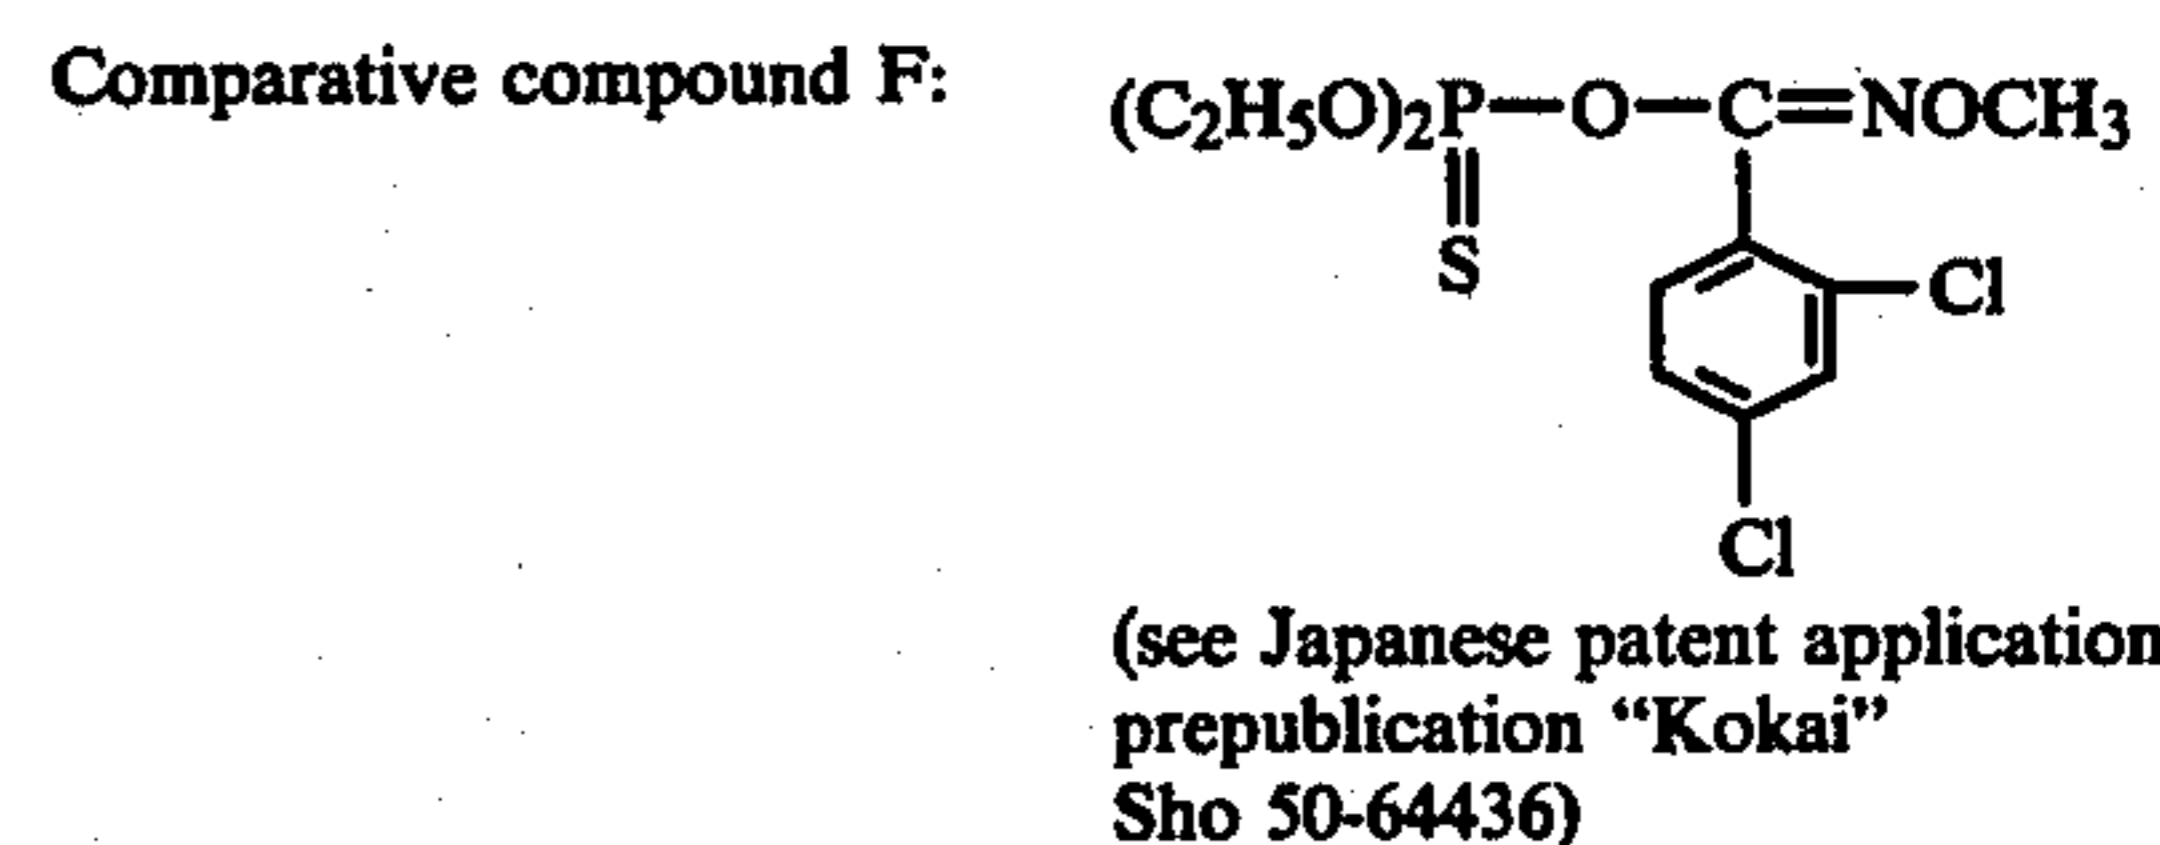 Comparative compound F:
(C2H5O)2P—O—C=NOCH3
S
Cl
Cl
(see Japanese patent application
prepublication “Kokai”
Sho 50-64436)